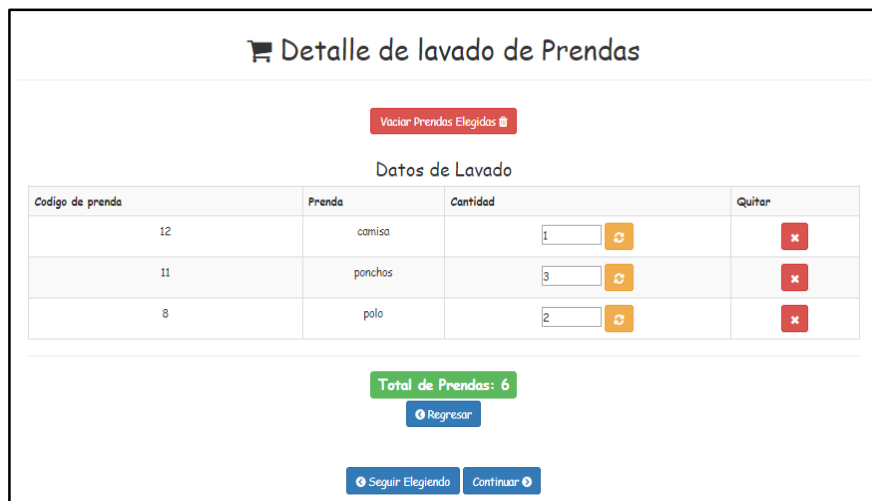 Detalle de lavado de Prendas
Vaciar Prendas Elegidas
Datos de Lavado
Codigo de prenda Prenda Cantidad Quitar
12 camisa 1
11 ponchos 3
8 polo 2
Total de Prendas: 6
Regresar
Seguir Elegiendo Continuar